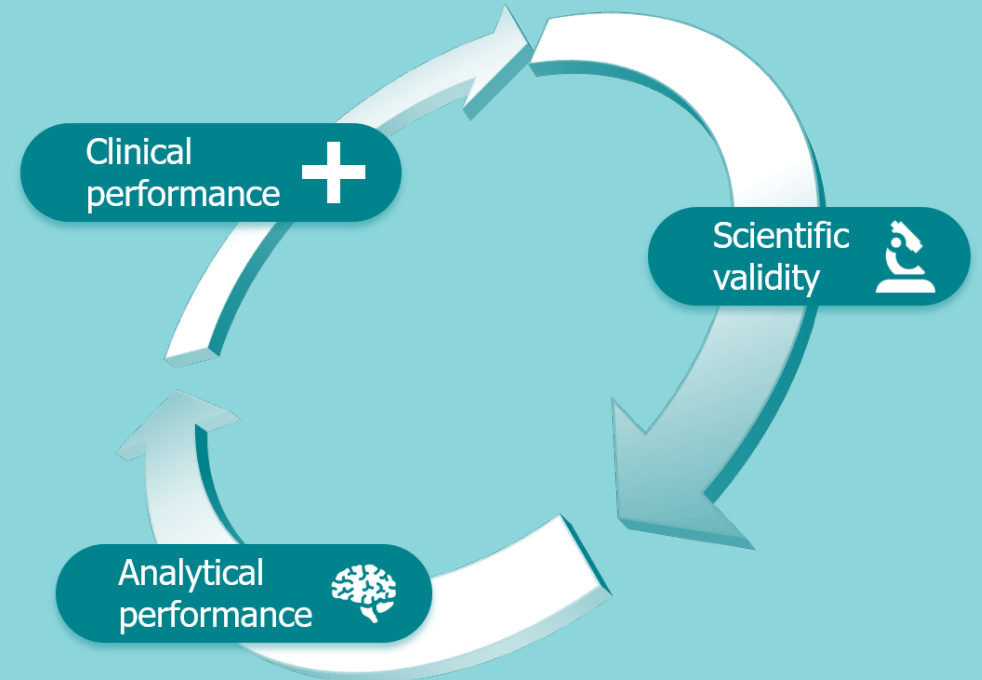 Clinical
performance
Scientific
validity
Analytical
performance